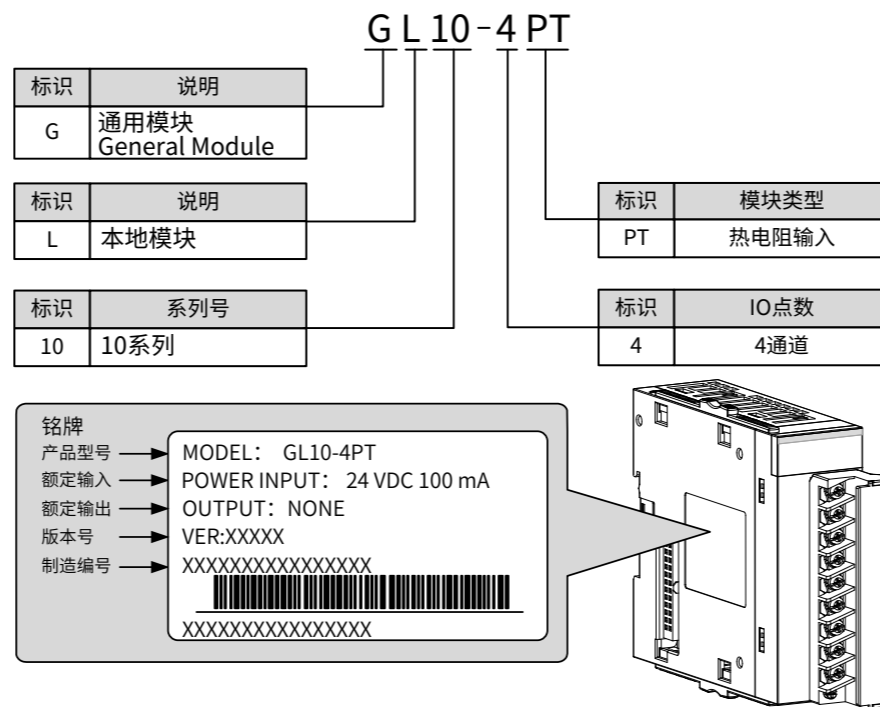 GL10-4PT
标识 说明
G 通用模块
General Module
标识 说明
L 本地模块
标识 系列号
10 10系列
标识 模块类型
PT 热电阻输入
标识 IO点数
4 4通道
铭牌
产品型号 MODEL： GL10-4PT
额定输入 POWER INPUT： 24 VDC 100 mA
额定输出 OUTPUT：NONE
版本号 VER:XXXXX
制造编号 XXXXXXXXXXXXXXXX
XXXXXXXXXXXXXXXX